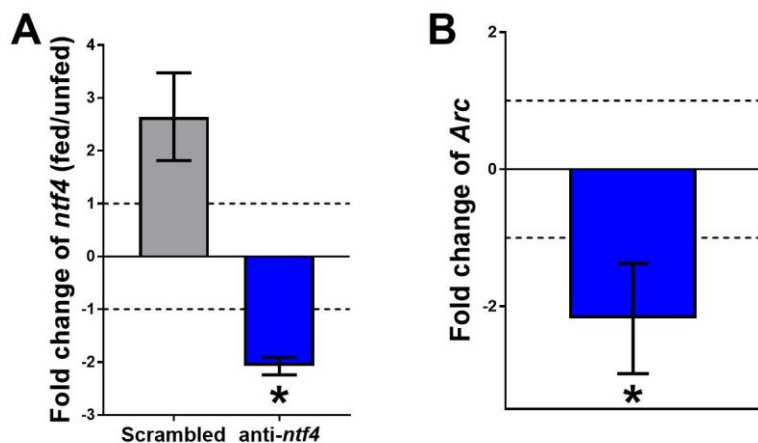 A
Fold change of ntf4 (fed/unfed)
4
3
2
1
0
-1
-2
-3
*
Scrambled anti-ntf4
B
Fold change of Arc
2
0
-2
*